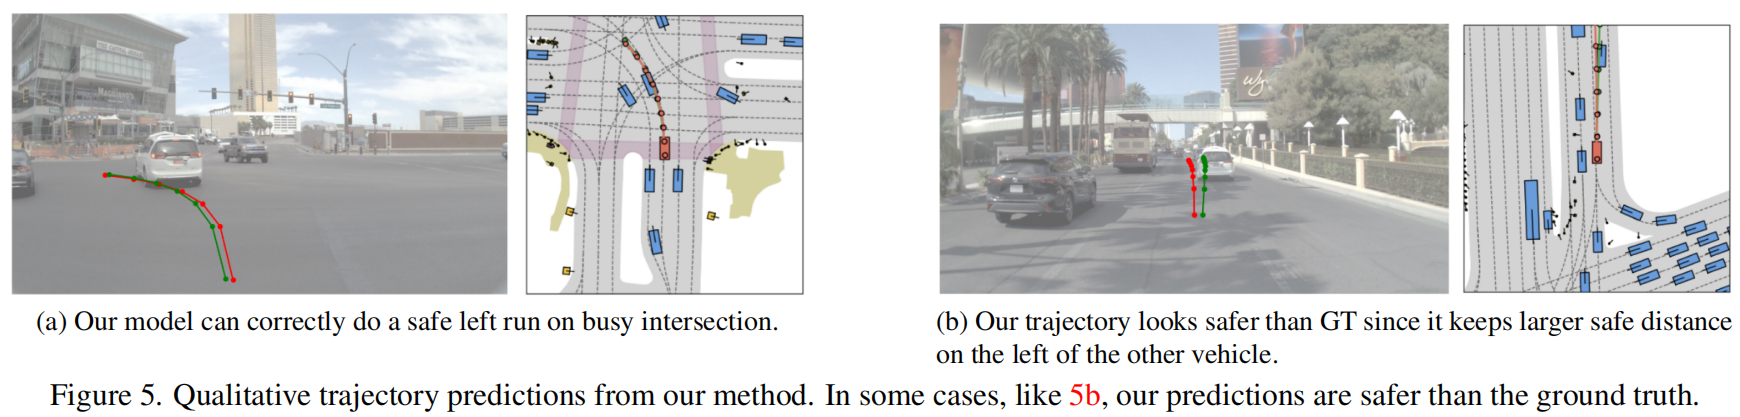 (a) Our model can correctly do a safe left run on busy intersection.
(b) Our trajectory looks safer than GT since it keeps larger safe distance
on the left of the other vehicle.
Figure 5. Qualitative trajectory predictions from our method. In some cases, like 5b, our predictions are safer than the ground truth.